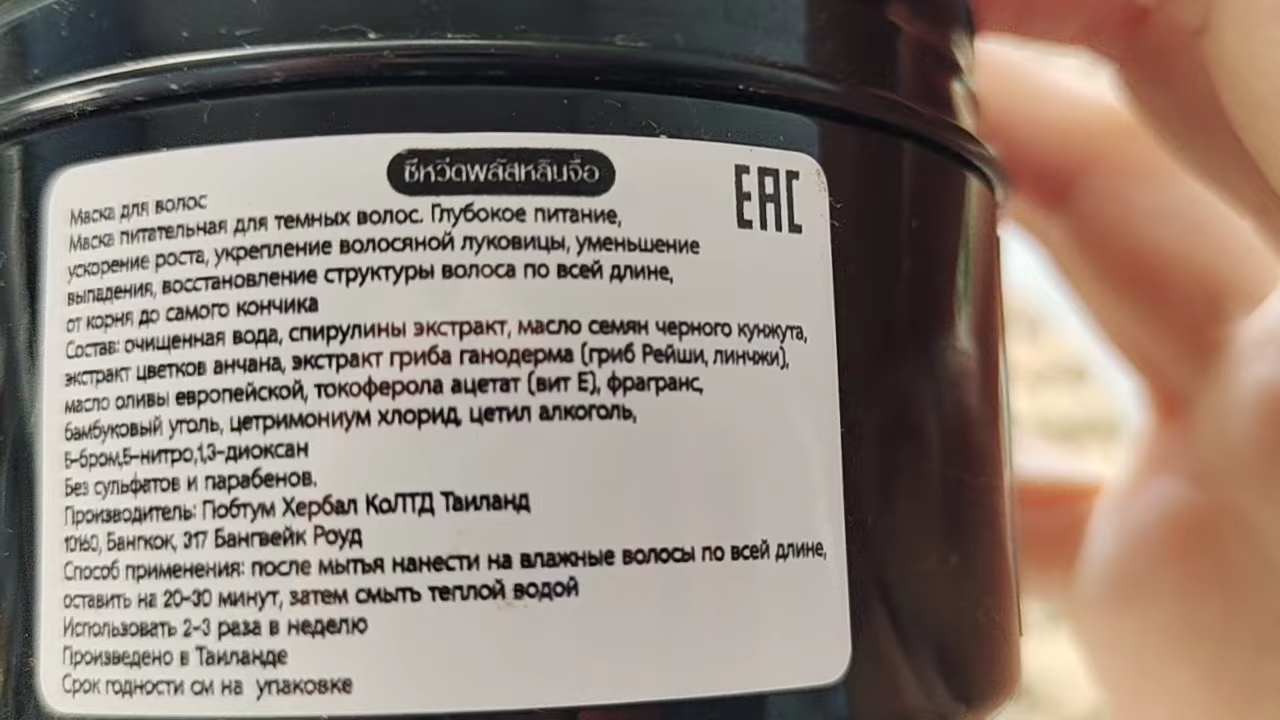 ชีหวีดพลัสหลินจือ
EAC
Маска для волос
Маска питательная для темных волос. Глубокое питание,
ускорение роста, укрепление волосяной луковицы, уменьшение
выпадения, восстановление структуры волоса по всей длине,
от корня до самого кончика
Состав: очищенная вода, спирулины экстракт, масло семян черного кунжута,
экстракт цветков анчана, экстракт гриба ганодерма (гриб Рейши, линчжи),
масло оливы европейской, токоферола ацетат (вит Е), фрагранс,
бамбуковый уголь, цетримониум хлорид, цетил алкоголь,
5-бром,5-нитро,1,3-диоксан
Без сульфатов и парабенов.
Производитель: Побтум Хербал КоЛТД Таиланд
10160, Бангкок, 317 Бангвейк Роуд
Способ применения: после мытья нанести на влажные волосы по всей длине,
оставить на 20-30 минут, затем смыть теплой водой
Использовать 2-3 раза в неделю
Произведено в Таиланде
Срок годности см на упаковке